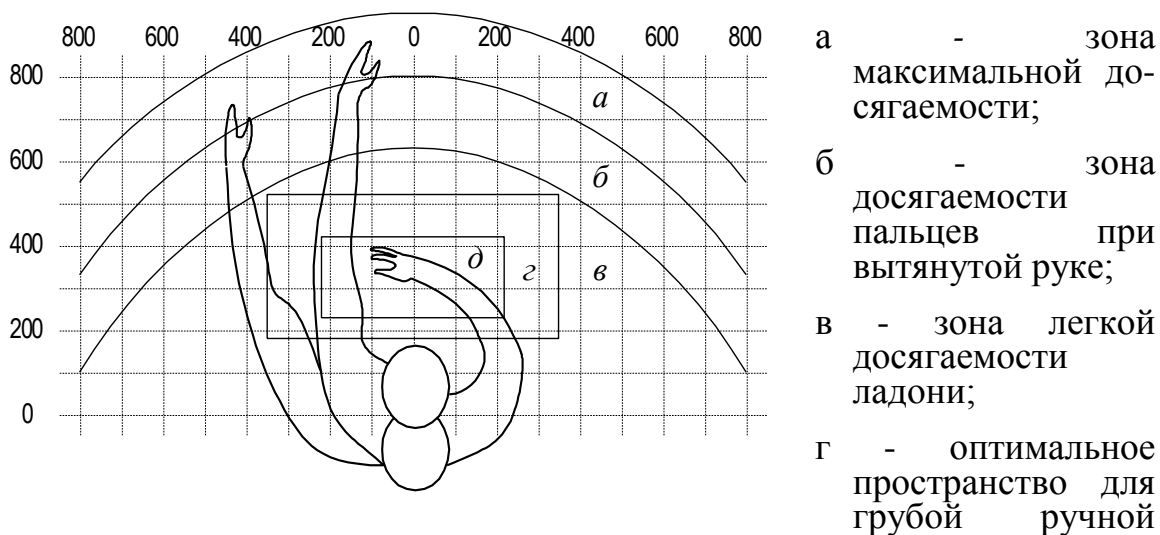 800 600 400 200 0 200 400 600 800
800
а
600
б
400
д г в
200
0
а - зона
максимальной до-
сягаемости;
б - зона
досягаемости
пальцев при
вытянутой руке;
в - зона легкой
досягаемости
ладони;
г - оптимальное
пространство для
грубой ручной